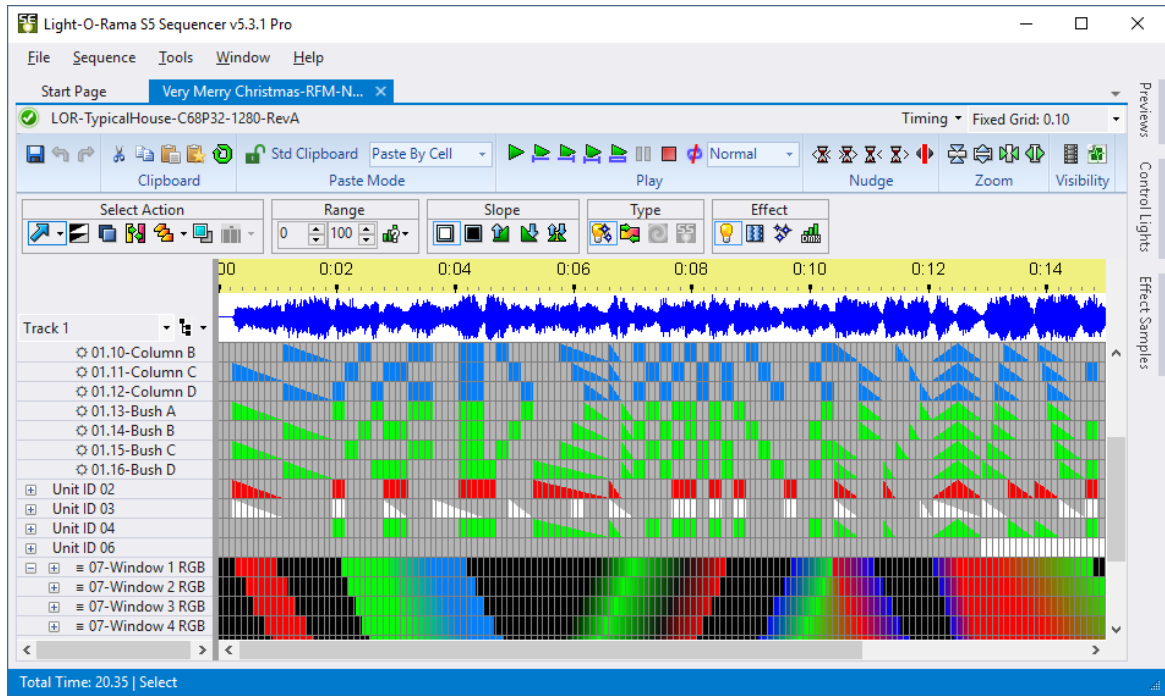 Light-O-Rama S5 Sequencer v5.3.1 Pro
File Sequence Tools Window Help
Start Page Very Merry Christmas-RFM-N...
LOR-TypicalHouse-C68P32-1280-RevA Timing Fixed Grid: 0.10
Std Clipboard Paste By Cell Normal
Clipboard Paste Mode Play Nudge Zoom Visibility
Select Action Range Slope Type Effect
0 100
00 0:02 0:04 0:06 0:08 0:10 0:12 0:14
Track 1
01.10-Column B
01.11-Column C
01.12-Column D
01.13-Bush A
01.14-Bush B
01.15-Bush C
01.16-Bush D
Unit ID 02
Unit ID 03
Unit ID 04
Unit ID 06
07-Window 1 RGB
07-Window 2 RGB
07-Window 3 RGB
07-Window 4 RGB
Total Time: 20.35 | Select
Previews
Control Lights
Effect Samples